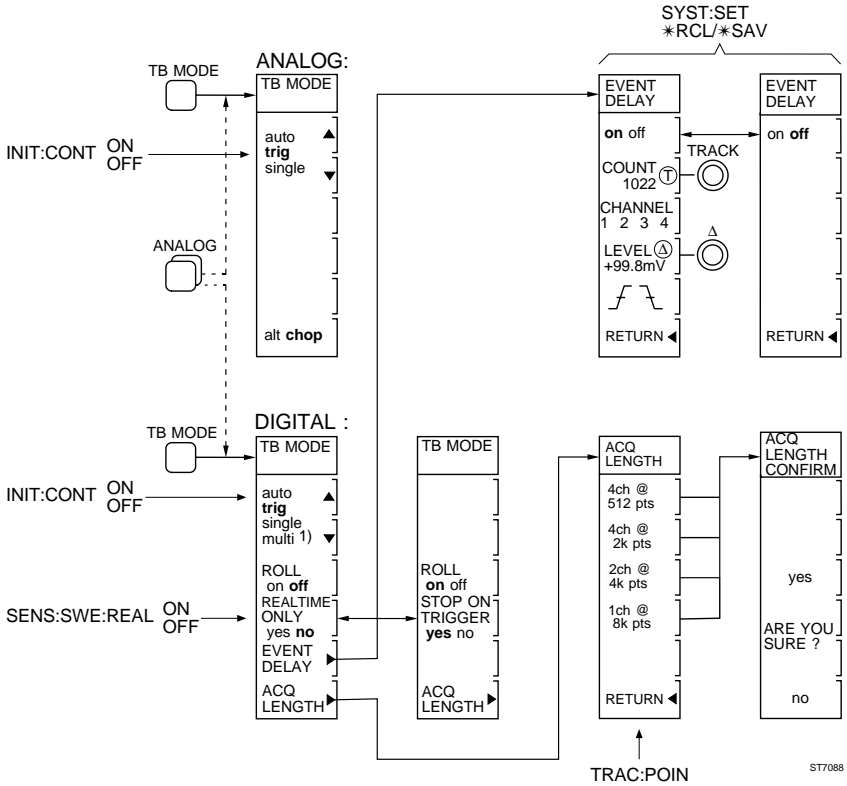 SYST:SET
✳RCL/✳SAV
ANALOG:
TB MODE
TB MODE
auto
trig
single
alt chop
INIT:CONT ON
OFF
ANALOG
EVENT
DELAY
on off
COUNT Ⓣ
1022
TRACK
CHANNEL
1 2 3 4
LEVEL Δ
+99.8mV
Δ
RETURN
EVENT
DELAY
on off
RETURN
DIGITAL :
TB MODE
TB MODE
INIT:CONT ON
OFF
auto
trig
single
multi 1)
ROLL
on off
REALTIME
ONLY
yes no
EVENT
DELAY
ACQ
LENGTH
SENS:SWE:REAL ON
OFF
TB MODE
ROLL
on off
STOP ON
TRIGGER
yes no
ACQ
LENGTH
ACQ
LENGTH
4ch @
512 pts
4ch @
2k pts
2ch @
4k pts
1ch @
8k pts
RETURN
TRAC:POIN
ACQ
LENGTH
CONFIRM
yes
ARE YOU
SURE ?
no
ST7088